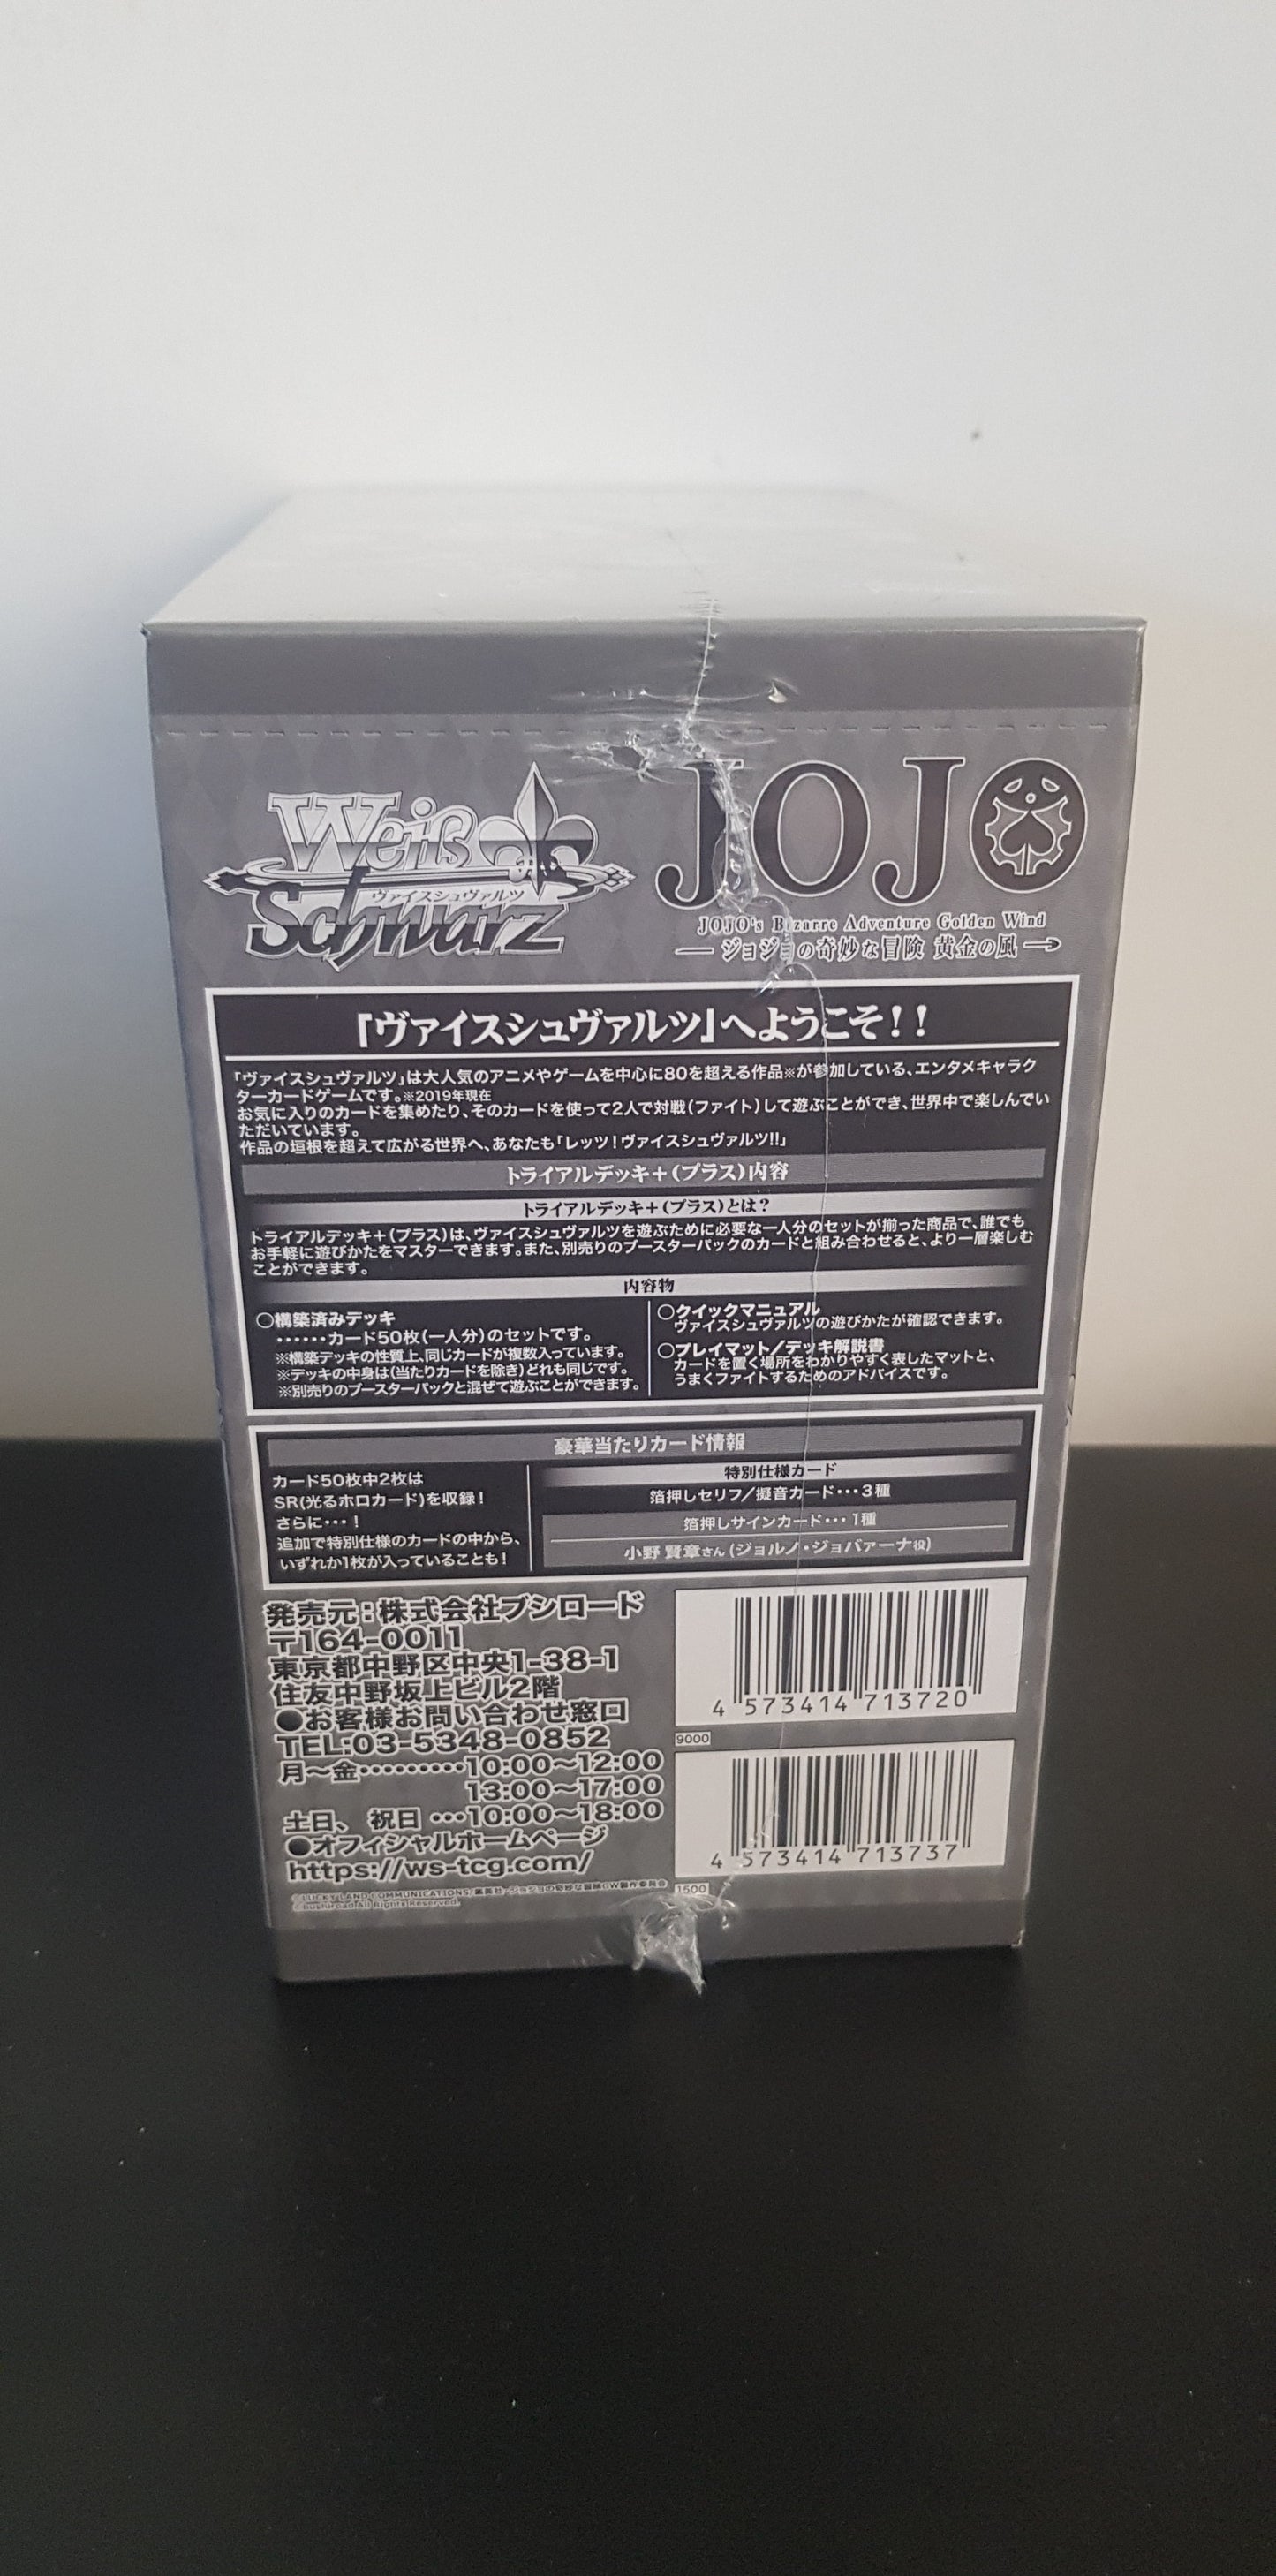 Weiß
Schwarz
ヴァイスシュヴァルツ
JOJO
JOJO's Bizarre Adventure Golden Wind
ジョジョの奇妙な冒険 黄金の風
「ヴァイスシュヴァルツ」へようこそ!!
「ヴァイスシュヴァルツ」は大人気のアニメやゲームを中心に80を超える作品※が参加している、エンタメキャラク
ターカードゲームです。※2019年現在
お気に入りのカードを集めたり、そのカードを使って2人で対戦(ファイト)して遊ぶことができ、世界中で楽しんでい
ただいています。
作品の垣根を超えて広がる世界へ、あなたも「レッツ!ヴァイスシュヴァルツ!!」
トライアルデッキ+(プラス)内容
トライアルデッキ+(プラス)とは?
トライアルデッキ+(プラス)は、ヴァイスシュヴァルツを遊ぶために必要な一人分のセットが揃った商品で、誰でも
お手軽に遊びかたをマスターできます。また、別売りのブースターパックのカードと組み合わせると、より一層楽しむ
ことができます。
内容物
○構築済みデッキ
……カード50枚(一人分)のセットです。
※構築デッキの性質上、同じカードが複数入っています。
※デッキの中身は(当たりカードを除き)どれも同じです。
※別売りのブースターパックと混ぜて遊ぶことができます。
○クイックマニュアル
ヴァイスシュヴァルツの遊びかたが確認できます。
○プレイマット/デッキ解説書
カードを置く場所をわかりやすく表したマットと、
うまくファイトするためのアドバイスです。
豪華当たりカード情報
カード50枚中2枚は
SR(光るホロカード)を収録!
さらに…!
追加で特別仕様のカードの中から、
いずれか1枚が入っていることも!
特別仕様カード
箔押しセリフ/擬音カード…3種
箔押しサインカード…1種
小野 賢章さん(ジョルノ・ジョバァーナ役)
発売元:株式会社ブシロード
〒164-0011
東京都中野区中央1-38-1
住友中野坂上ビル2階
●お客様お問い合わせ窓口
TEL:03-5348-0852
月〜金………10:00〜12:00
13:00〜17:00
土日、祝日…10:00〜18:00
●オフィシャルホームページ
https://ws-tcg.com/
©LUCKY LAND COMMUNICATIONS/集英社・ジョジョの奇妙な冒険GW製作委員会
©bushiroad All Rights Reserved.
4 573414 713720
9000
4 573414 713737
1500